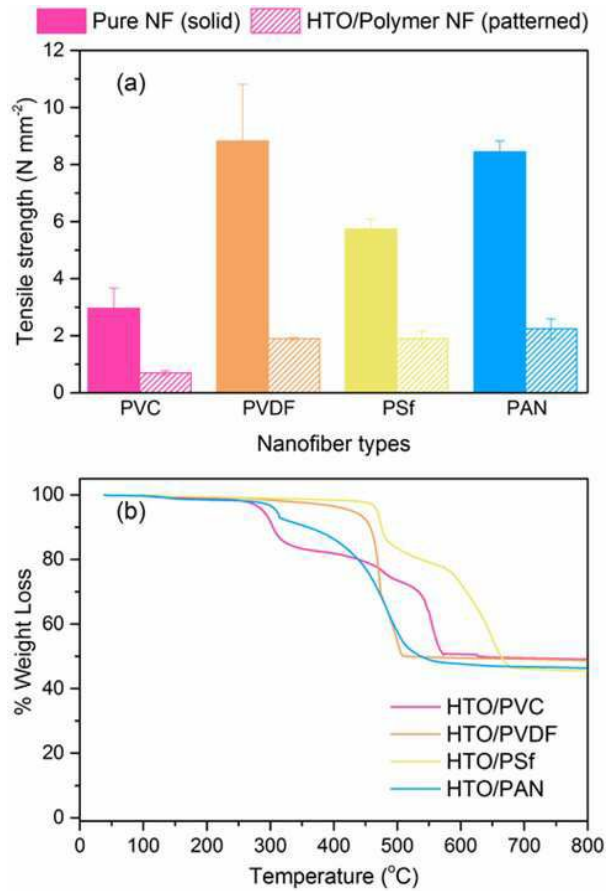 Pure NF (solid) HTO/Polymer NF (patterned)
(a)
Tensile strength (N mm⁻²)
12
10
8
6
4
2
0
PVC PVDF PSf PAN
Nanofiber types
(b)
% Weight Loss
100
80
60
40
20
0
HTO/PVC
HTO/PVDF
HTO/PSf
HTO/PAN
0 100 200 300 400 500 600 700 800
Temperature (°C)